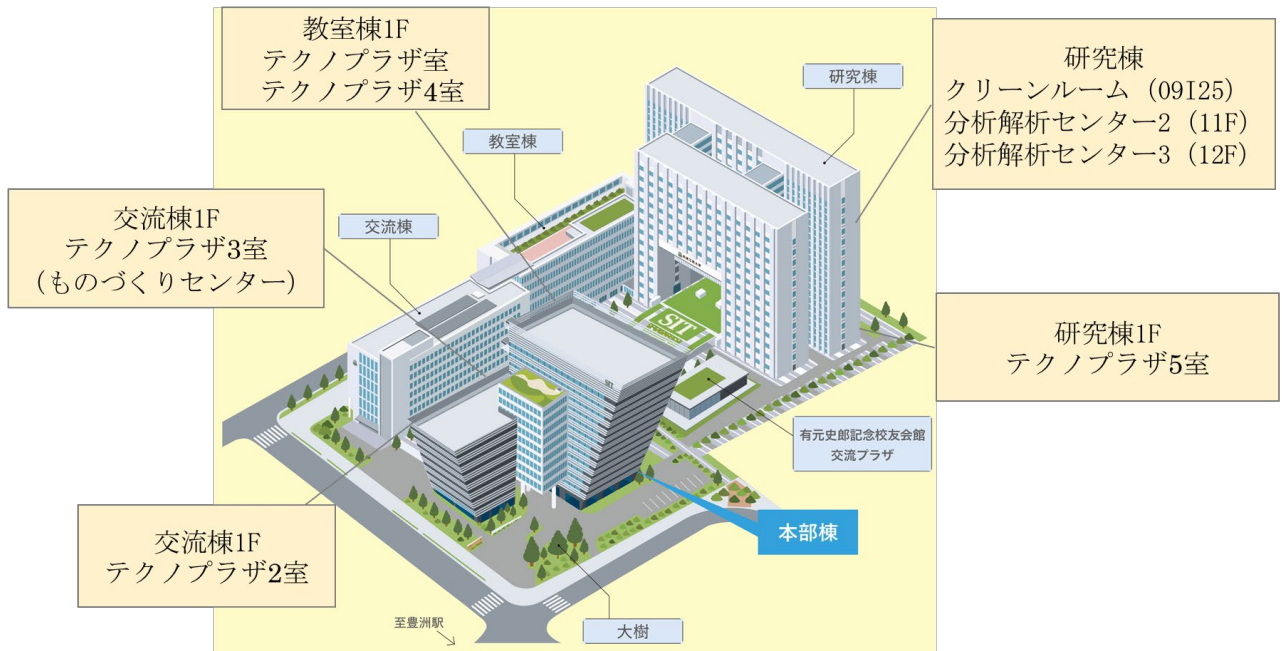 教室棟1F
テクノプラザ室
テクノプラザ4室
研究棟
クリーンルーム (09I25)
分析解析センター2 (11F)
分析解析センター3 (12F)
研究棟
教室棟
交流棟1F
テクノプラザ3室
(ものづくりセンター)
交流棟
SIT
研究棟1F
テクノプラザ5室
SIT
有元史郎記念校友会館
交流プラザ
本部棟
交流棟1F
テクノプラザ2室
至豊洲駅
大樹